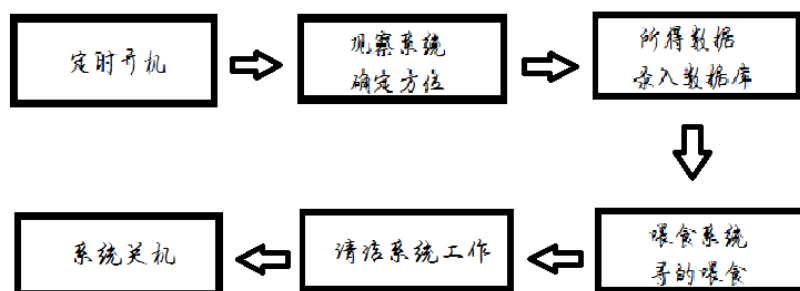 定时开机
观察系统
确定方位
所得数据
录入数据库
喂食系统
寻的喂食
请洁系统工作
系统关机